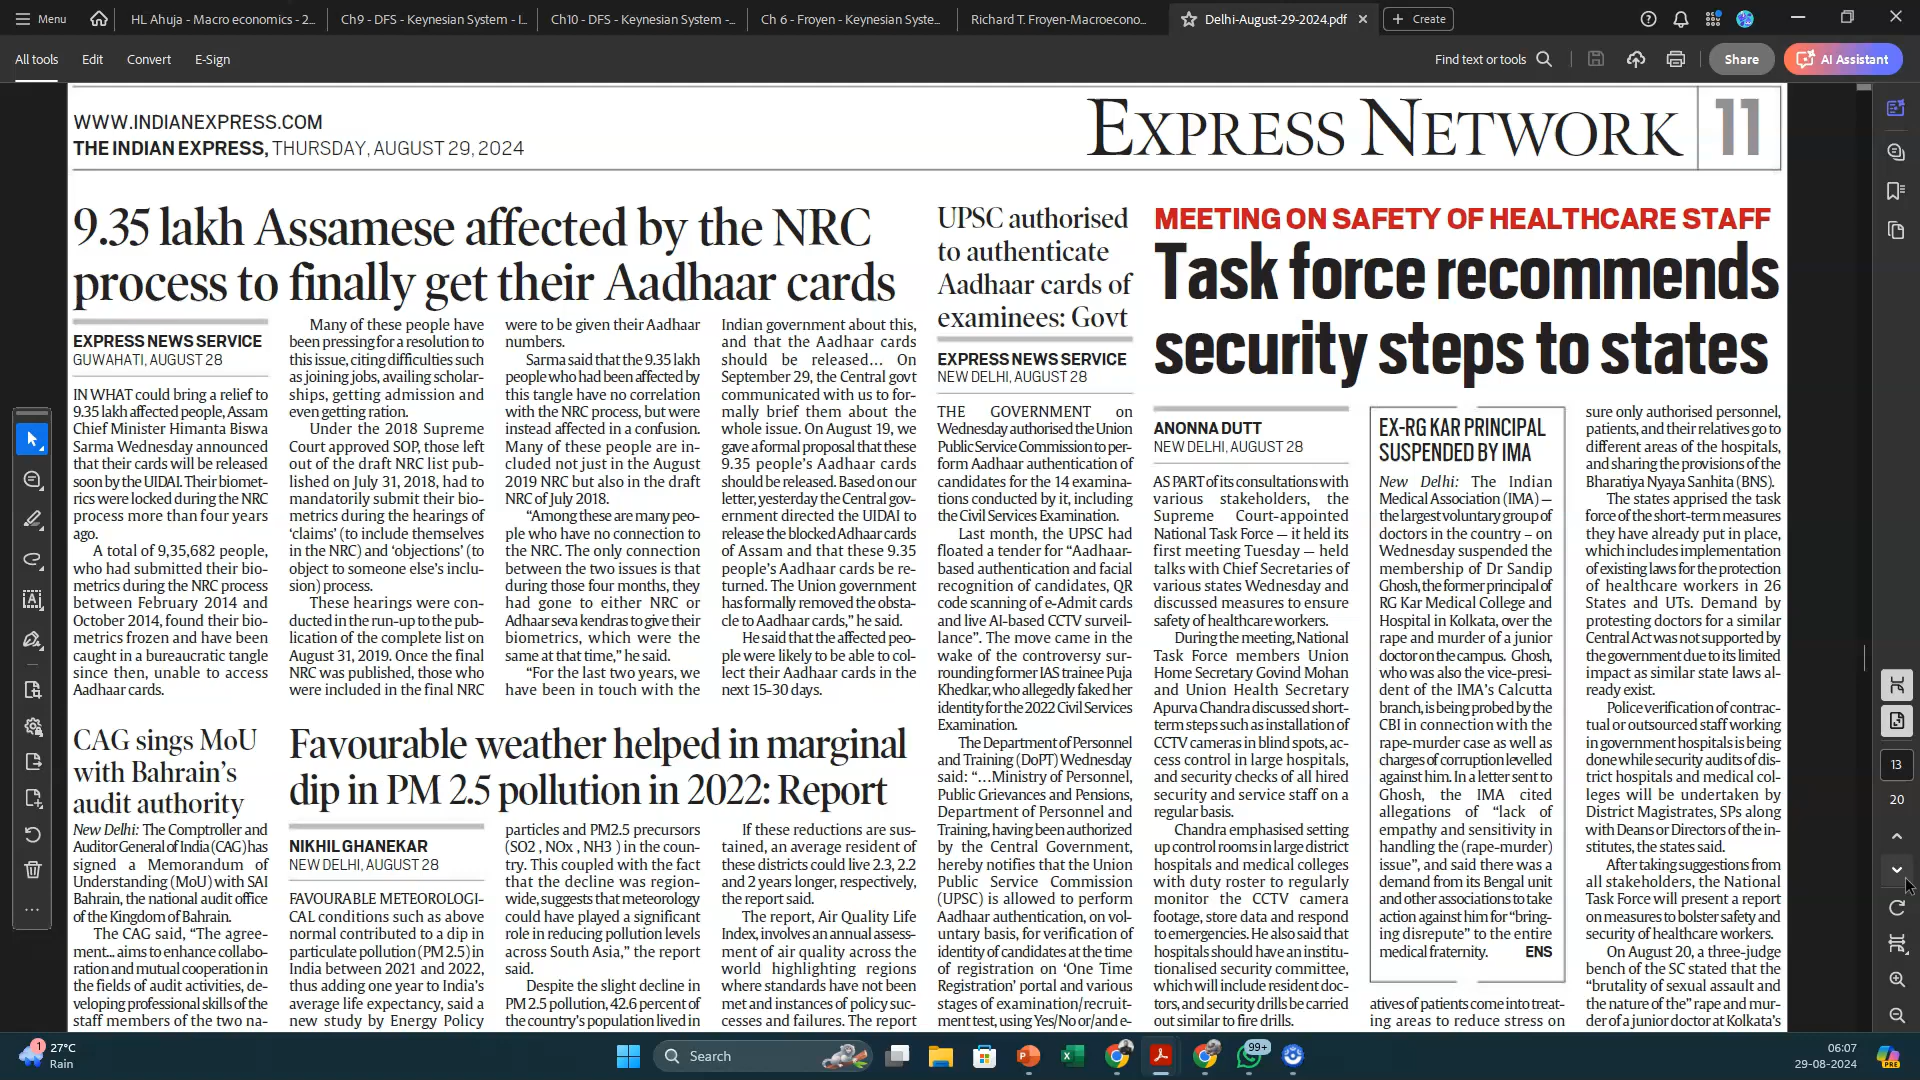 Menu
HL Ahuja - Macro economics - 2...
Ch9 - DFS - Keynesian System - I...
Ch10 - DFS - Keynesian System -...
Ch 6 - Froyen - Keynesian Syste...
Richard T. Froyen-Macroecono...
Delhi-August-29-2024.pdf
Create
All tools
Edit
Convert
E-Sign
Find text or tools
Share
AI Assistant
WWW.INDIANEXPRESS.COM
THE INDIAN EXPRESS, THURSDAY, AUGUST 29, 2024
EXPRESS NETWORK
11
9.35 lakh Assamese affected by the NRC
process to finally get their Aadhaar cards
EXPRESS NEWS SERVICE
GUWAHATI, AUGUST 28
IN WHAT could bring a relief to
9.35 lakh affected people, Assam
Chief Minister Himanta Biswa
Sarma Wednesday announced
that their cards will be released
soon by the UIDAI. Their biomet-
rics were locked during the NRC
process more than four years
ago.
A total of 9,35,682 people,
who had submitted their bio-
metrics during the NRC process
between February 2014 and
October 2014, found their bio-
metrics frozen and have been
caught in a bureaucratic tangle
since then, unable to access
Aadhaar cards.
Many of these people have
been pressing for a resolution to
this issue, citing difficulties such
as joining jobs, availing scholar-
ships, getting admission and
even getting ration.
Under the 2018 Supreme
Court approved SOP, those left
out of the draft NRC list pub-
lished on July 31, 2018, had to
mandatorily submit their bio-
metrics during the hearings of
'claims' (to include themselves
in the NRC) and 'objections' (to
object to someone else's inclu-
sion) process.
These hearings were con-
ducted in the run-up to the pub-
lication of the complete list on
August 31, 2019. Once the final
NRC was published, those who
were included in the final NRC
were to be given their Aadhaar
numbers.
Sarma said that the 9.35 lakh
people who had been affected by
this tangle have no correlation
with the NRC process, but were
instead affected in a confusion.
Many of these people are in-
cluded not just in the August
2019 NRC but also in the draft
NRC of July 2018.
"Among these are many peo-
ple who have no connection to
the NRC. The only connection
between the two issues is that
during those four months, they
had gone to either NRC or
Adhaar seva kendras to give their
biometrics, which were the
same at that time," he said.
"For the last two years, we
have been in touch with the
Indian government about this,
and that the Aadhaar cards
should be released... On
September 29, the Central govt
communicated with us to for-
mally brief them about the
whole issue. On August 19, we
gave a formal proposal that these
9.35 people's Aadhaar cards
should be released. Based on our
letter, yesterday the Central gov-
ernment directed the UIDAI to
release the blocked Adhaar cards
of Assam and that these 9.35
people's Aadhaar cards be re-
turned. The Union government
has formally removed the obsta-
cle to Aadhaar cards," he said.
He said that the affected peo-
ple were likely to be able to col-
lect their Aadhaar cards in the
next 15-30 days.
UPSC authorised
to authenticate
Aadhaar cards of
examinees: Govt
EXPRESS NEWS SERVICE
NEW DELHI, AUGUST 28
THE GOVERNMENT on
Wednesday authorised the Union
Public Service Commission to per-
form Aadhaar authentication of
candidates for the 14 examina-
tions conducted by it, including
the Civil Services Examination.
Last month, the UPSC had
floated a tender for "Aadhaar-
based authentication and facial
recognition of candidates, QR
code scanning of e-Admit cards
and live AI-based CCTV surveil-
lance". The move came in the
wake of the controversy sur-
rounding former IAS trainee Puja
Khedkar, who allegedly faked her
identity for the 2022 Civil Services
Examination.
The Department of Personnel
and Training (DoPT) Wednesday
said: "...Ministry of Personnel,
Public Grievances and Pensions,
Department of Personnel and
Training, having been authorized
by the Central Government,
hereby notifies that the Union
Public Service Commission
(UPSC) is allowed to perform
Aadhaar authentication, on vol-
untary basis, for verification of
identity of candidates at the time
of registration on 'One Time
Registration' portal and various
stages of examination/recruit-
ment test, using Yes/No or/and e-
MEETING ON SAFETY OF HEALTHCARE STAFF
Task force recommends
security steps to states
ANONNA DUTT
NEW DELHI, AUGUST 28
AS PART of its consultations with
various stakeholders, the
Supreme Court-appointed
National Task Force — it held its
first meeting Tuesday — held
talks with Chief Secretaries of
various states Wednesday and
discussed measures to ensure
safety of healthcare workers.
During the meeting, National
Task Force members Union
Home Secretary Govind Mohan
and Union Health Secretary
Apurva Chandra discussed short-
term steps such as installation of
CCTV cameras in blind spots, ac-
cess control in large hospitals,
and security checks of all hired
security and service staff on a
regular basis.
Chandra emphasised setting
up control rooms in large district
hospitals and medical colleges
with duty roster to regularly
monitor the CCTV camera
footage, store data and respond
to emergencies. He also said that
hospitals should have an institu-
tionalised security committee,
which will include resident doc-
tors, and security drills be carried
out similar to fire drills.
EX-RG KAR PRINCIPAL
SUSPENDED BY IMA
New Delhi: The Indian
Medical Association (IMA) —
the largest voluntary group of
doctors in the country – on
Wednesday suspended the
membership of Dr Sandip
Ghosh, the former principal of
RG Kar Medical College and
Hospital in Kolkata, over the
rape and murder of a junior
doctor on the campus. Ghosh,
who was also the vice-presi-
dent of the IMA's Calcutta
branch, is being probed by the
CBI in connection with the
rape-murder case as well as
charges of corruption levelled
against him. In a letter sent to
Ghosh, the IMA cited
allegations of "lack of
empathy and sensitivity in
handling the (rape-murder)
issue", and said there was a
demand from its Bengal unit
and other associations to take
action against him for "bring-
ing disrepute" to the entire
medical fraternity. ENS
atives of patients come into treat-
ing areas to reduce stress on
sure only authorised personnel,
patients, and their relatives go to
different areas of the hospitals,
and sharing the provisions of the
Bharatiya Nyaya Sanhita (BNS).
The states apprised the task
force of the short-term measures
they have already put in place,
which includes implementation
of existing laws for the protection
of healthcare workers in 26
States and UTs. Demand by
protesting doctors for a similar
Central Act was not supported by
the government due to its limited
impact as similar state laws al-
ready exist.
Police verification of contrac-
tual or outsourced staff working
in government hospitals is being
done while security audits of dis-
trict hospitals and medical col-
leges will be undertaken by
District Magistrates, SPs along
with Deans or Directors of the in-
stitutes, the states said.
After taking suggestions from
all stakeholders, the National
Task Force will present a report
on measures to bolster safety and
security of healthcare workers.
On August 20, a three-judge
bench of the SC stated that the
"brutality of sexual assault and
the nature of the" rape and mur-
der of a junior doctor at Kolkata's
CAG sings MoU
with Bahrain's
audit authority
New Delhi: The Comptroller and
Auditor General of India (CAG) has
signed a Memorandum of
Understanding (MoU) with SAI
Bahrain, the national audit office
of the Kingdom of Bahrain.
The CAG said, "The agree-
ment... aims to enhance collabo-
ration and mutual cooperation in
the fields of audit activities, de-
veloping professional skills of the
staff members of the two na-
Favourable weather helped in marginal
dip in PM 2.5 pollution in 2022: Report
NIKHIL GHANEKAR
NEW DELHI, AUGUST 28
FAVOURABLE METEOROLOGI-
CAL conditions such as above
normal contributed to a dip in
particulate pollution (PM 2.5) in
India between 2021 and 2022,
thus adding one year to India's
average life expectancy, said a
new study by Energy Policy
particles and PM2.5 precursors
(SO2 , NOx , NH3 ) in the coun-
try. This coupled with the fact
that the decline was region-
wide, suggests that meteorology
could have played a significant
role in reducing pollution levels
across South Asia," the report
said.
Despite the slight decline in
PM 2.5 pollution, 42.6 percent of
the country's population lived in
If these reductions are sus-
tained, an average resident of
these districts could live 2.3, 2.2
and 2 years longer, respectively,
the report said.
The report, Air Quality Life
Index, involves an annual assess-
ment of air quality across the
world highlighting regions
where standards have not been
met and instances of policy suc-
cesses and failures. The report
13
20
1
27°C
Rain
Search
99+
06:07
29-08-2024
PRE